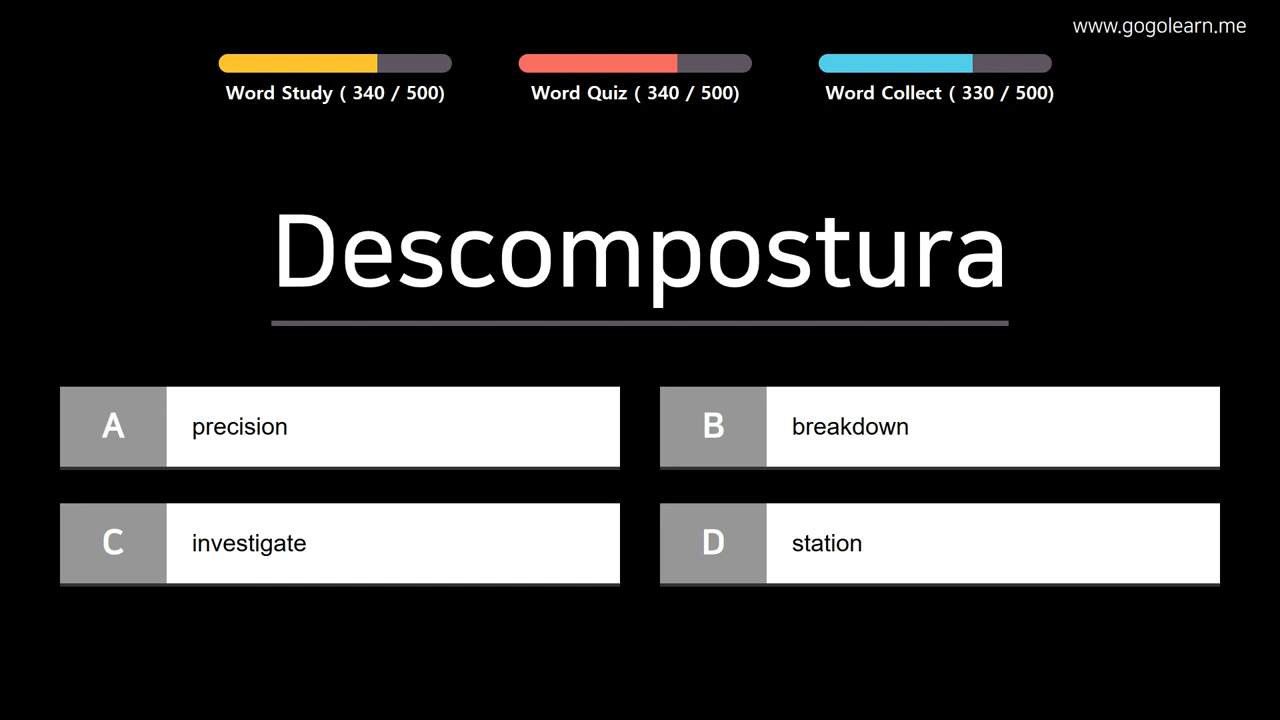 www.gogolearn.me
Word Study ( 340 / 500)
Word Quiz ( 340 / 500)
Word Collect ( 330 / 500)
Descompostura
A precision
B breakdown
C investigate
D station